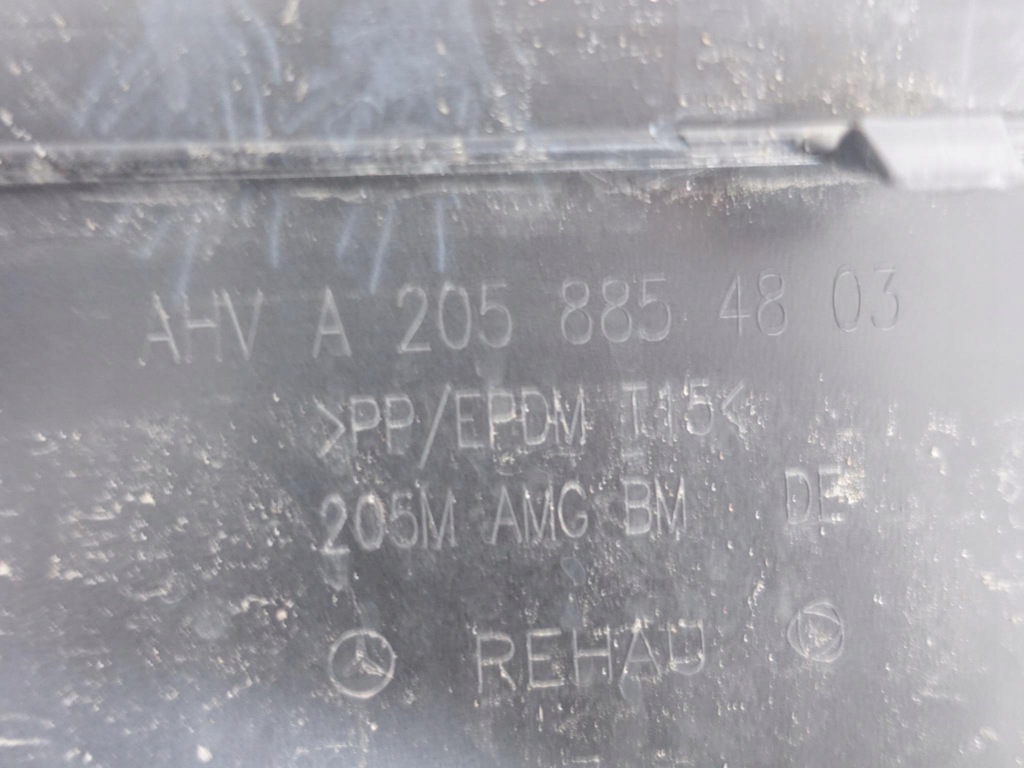 AHV A 205 885 48 03
>PP/EPDM T15<
205M AMG BM DE
REHAU